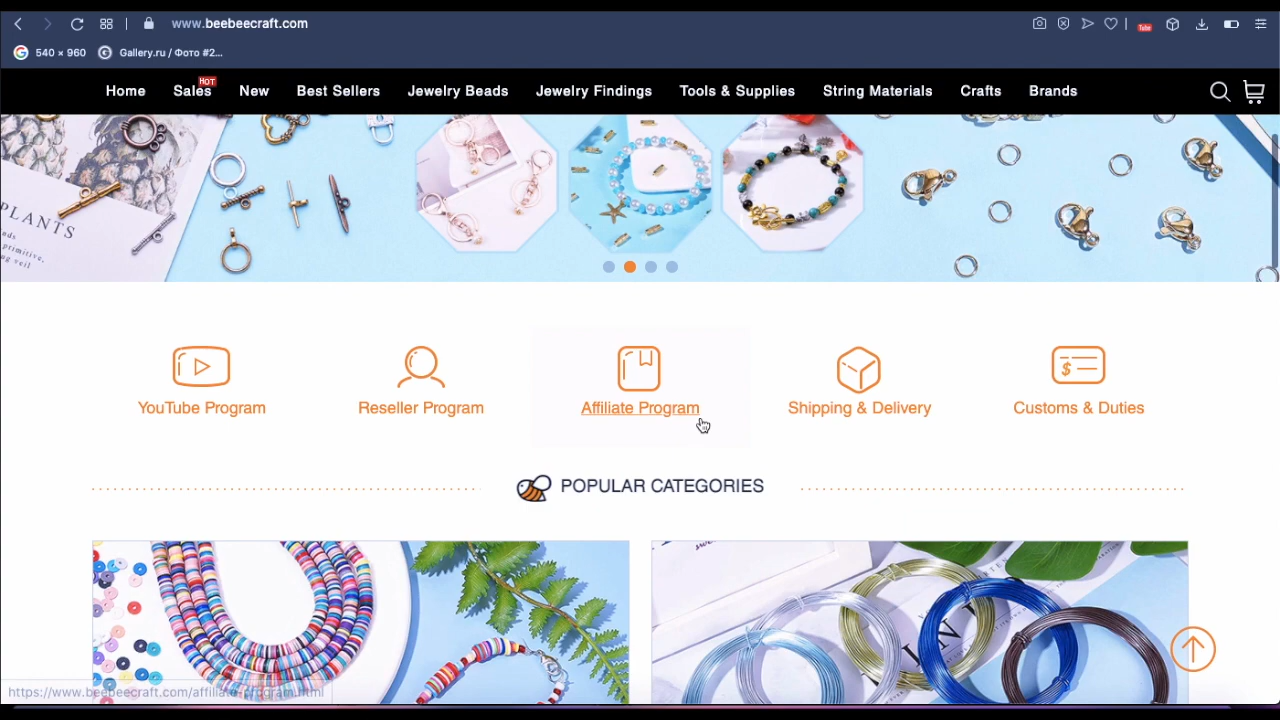 www.beebeecraft.com
540 × 960 Gallery.ru / Фото #2...
Home Sales HOT New Best Sellers Jewelry Beads Jewelry Findings Tools & Supplies String Materials Crafts Brands
PLANTS
YouTube Program Reseller Program Affiliate Program Shipping & Delivery Customs & Duties
POPULAR CATEGORIES
https://www.beebeecraft.com/affiliate-program.html